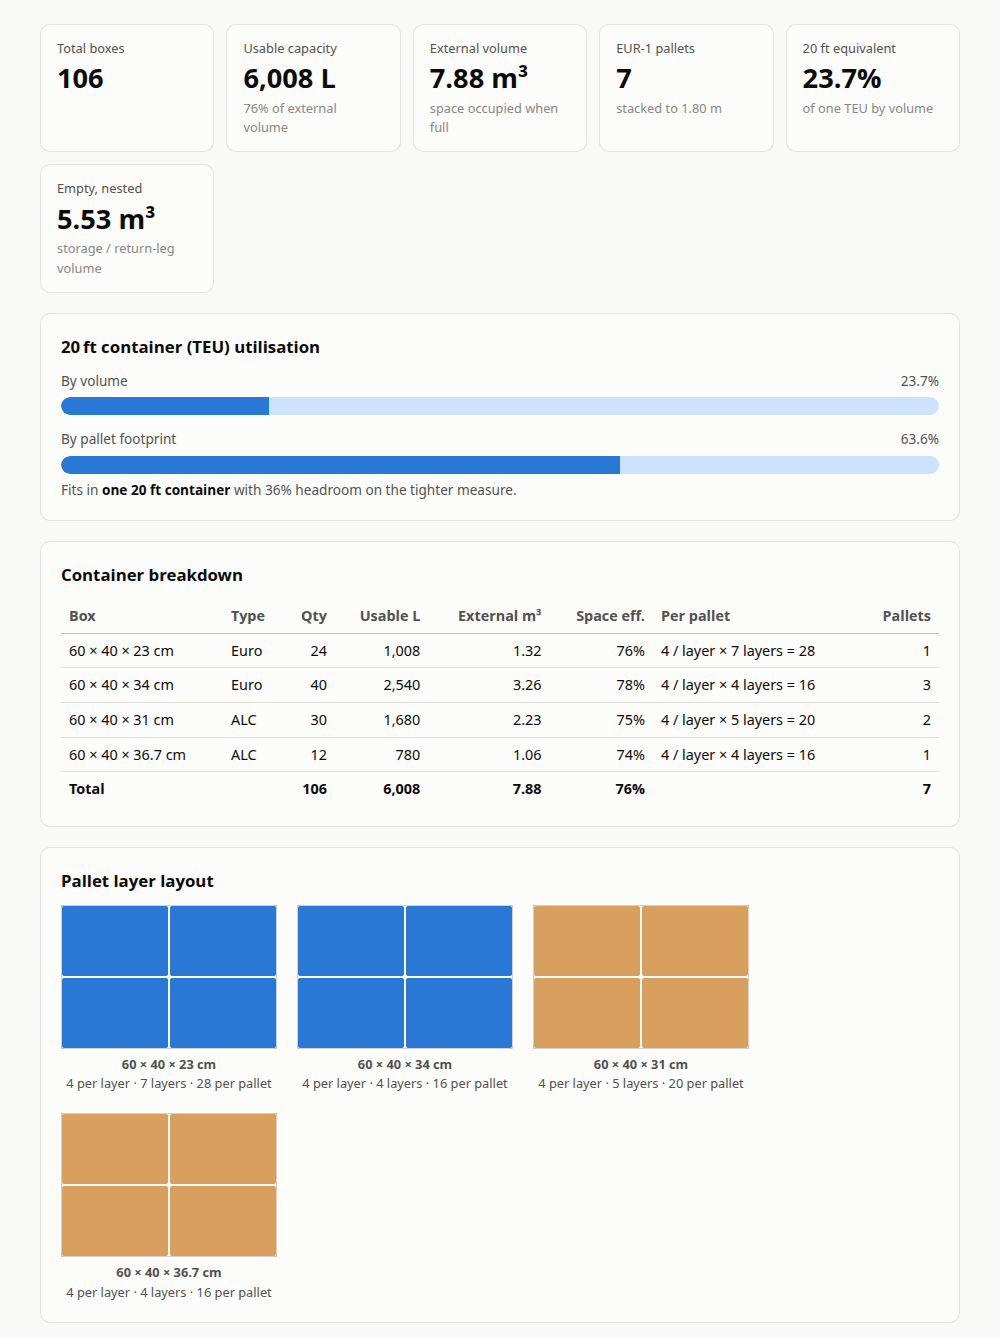 Total boxes
106
Usable capacity
6,008 L
76% of external
volume
External volume
7.88 m³
space occupied when
full
EUR-1 pallets
7
stacked to 1.80 m
20 ft equivalent
23.7%
of one TEU by volume
Empty, nested
5.53 m³
storage / return-leg
volume
20 ft container (TEU) utilisation
By volume 23.7%
By pallet footprint 63.6%
Fits in one 20 ft container with 36% headroom on the tighter measure.
Container breakdown
Box Type Qty Usable L External m³ Space eff. Per pallet Pallets
60 × 40 × 23 cm Euro 24 1,008 1.32 76% 4 / layer × 7 layers = 28 1
60 × 40 × 34 cm Euro 40 2,540 3.26 78% 4 / layer × 4 layers = 16 3
60 × 40 × 31 cm ALC 30 1,680 2.23 75% 4 / layer × 5 layers = 20 2
60 × 40 × 36.7 cm ALC 12 780 1.06 74% 4 / layer × 4 layers = 16 1
Total 106 6,008 7.88 76% 7
Pallet layer layout
60 × 40 × 23 cm
4 per layer · 7 layers · 28 per pallet
60 × 40 × 34 cm
4 per layer · 4 layers · 16 per pallet
60 × 40 × 31 cm
4 per layer · 5 layers · 20 per pallet
60 × 40 × 36.7 cm
4 per layer · 4 layers · 16 per pallet